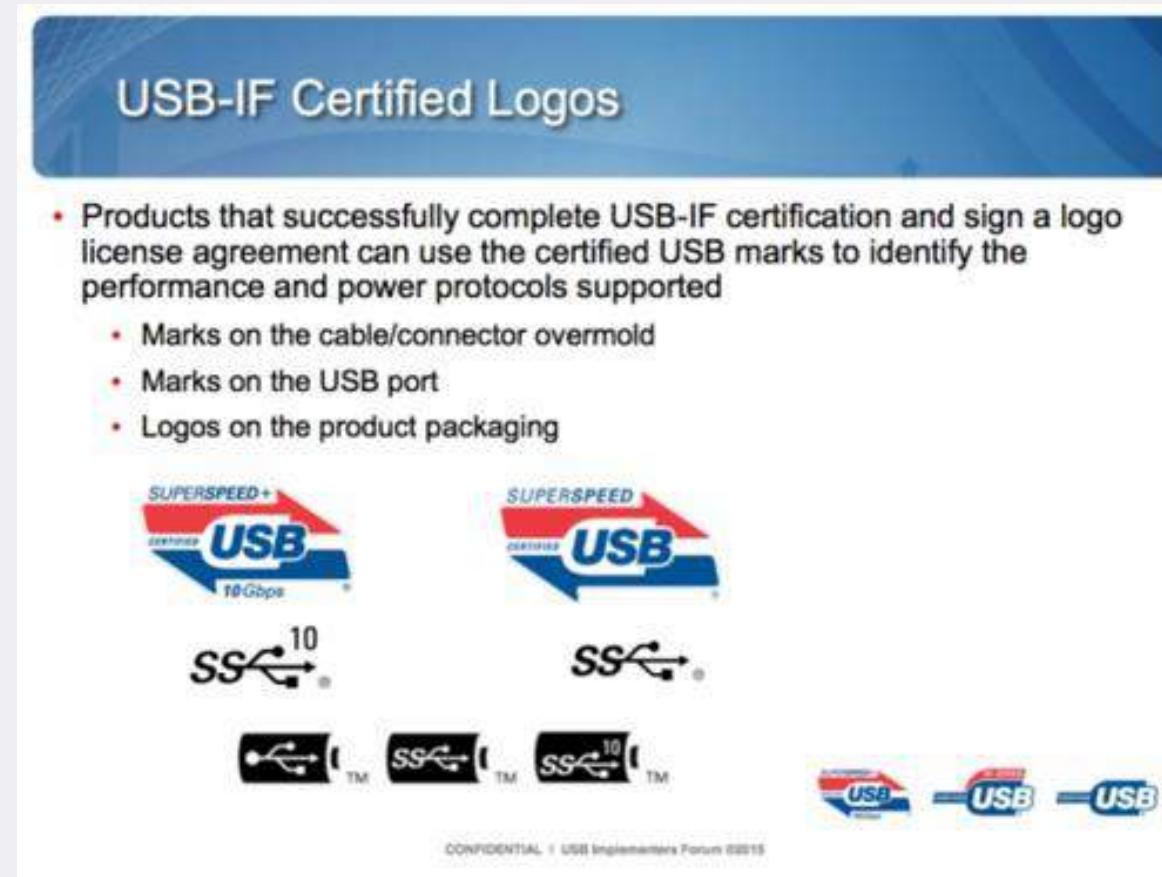 USB-IF Certified Logos
• Products that successfully complete USB-IF certification and sign a logo
license agreement can use the certified USB marks to identify the
performance and power protocols supported
• Marks on the cable/connector overmold
• Marks on the USB port
• Logos on the product packaging
SUPERSPEED+ SUPERSPEED
CERTIFIED USB CERTIFIED USB
10Gbps ® ®
SS 10 ® SS ®
TM SS TM SS 10 TM
USB USB USB
CONFIDENTIAL | USB Implementers Forum ©2015